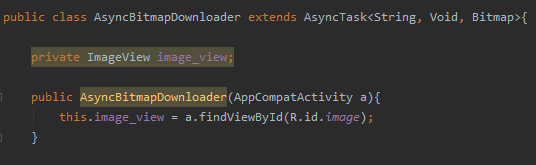 public class AsyncBitmapDownloader extends AsyncTask<String, Void, Bitmap>{
private ImageView image_view;
public AsyncBitmapDownloader(AppCompatActivity a){
this.image_view = a.findViewById(R.id.image);
}